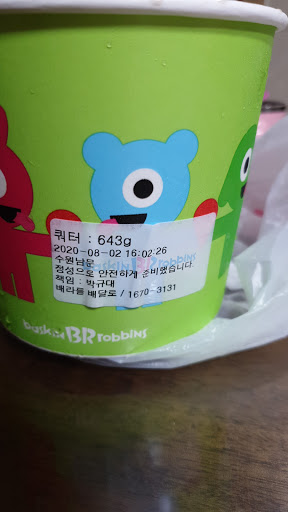 쿼터 : 643g
2020-08-02 16:02:26
수원남문
정성으로 안전하게 준비했습니다.
책임 : 박규대
배라를 배달로 / 1670-3131
baskin BR robbins